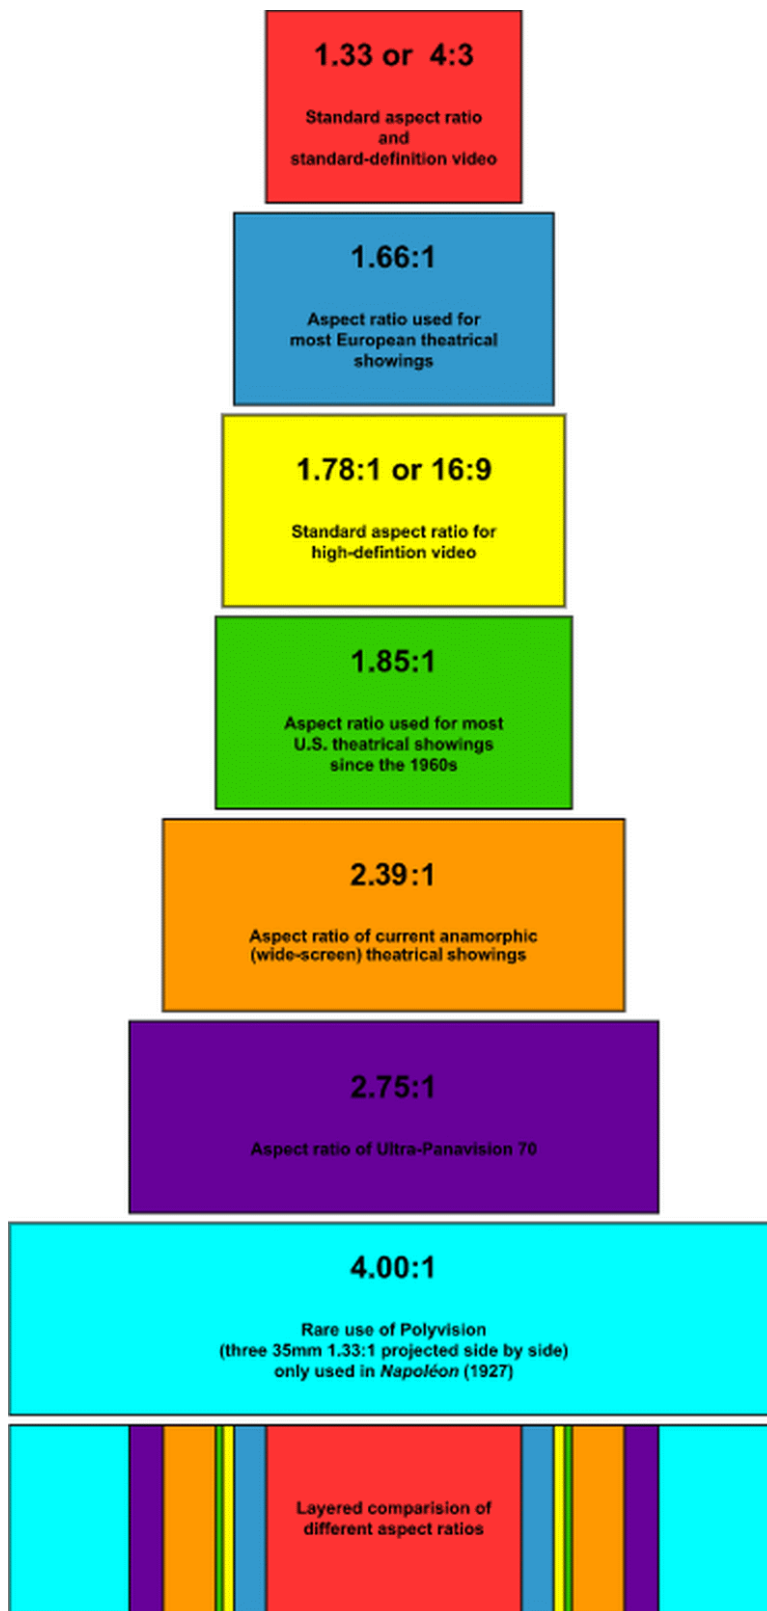 1.33 or 4:3
Standard aspect ratio
and
standard-definition video
1.66:1
Aspect ratio used for
most European theatrical
showings
1.78:1 or 16:9
Standard aspect ratio for
high-defintion video
1.85:1
Aspect ratio used for most
U.S. theatrical showings
since the 1960s
2.39:1
Aspect ratio of current anamorphic
(wide-screen) theatrical showings
2.75:1
Aspect ratio of Ultra-Panavision 70
4.00:1
Rare use of Polyvision
(three 35mm 1.33:1 projected side by side)
only used in Napoléon (1927)
Layered comparision of
different aspect ratios